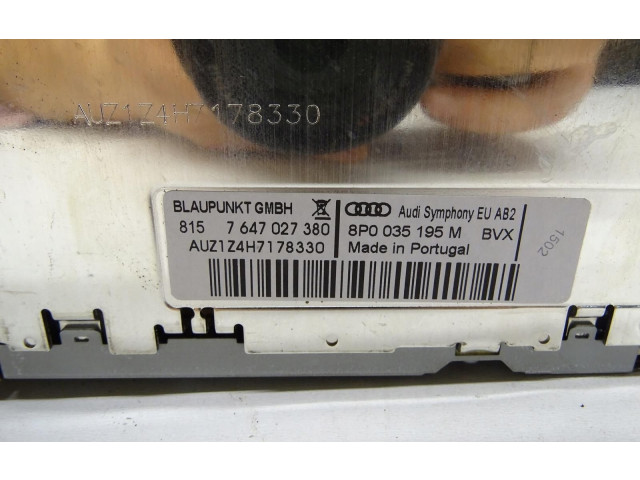 AUZ1Z4H7178330
BLAUPUNKT GMBH
815 7 647 027 380
AUZ1Z4H7178330
Audi Symphony EU AB2
8P0 035 195 M BVX
Made in Portugal
1502